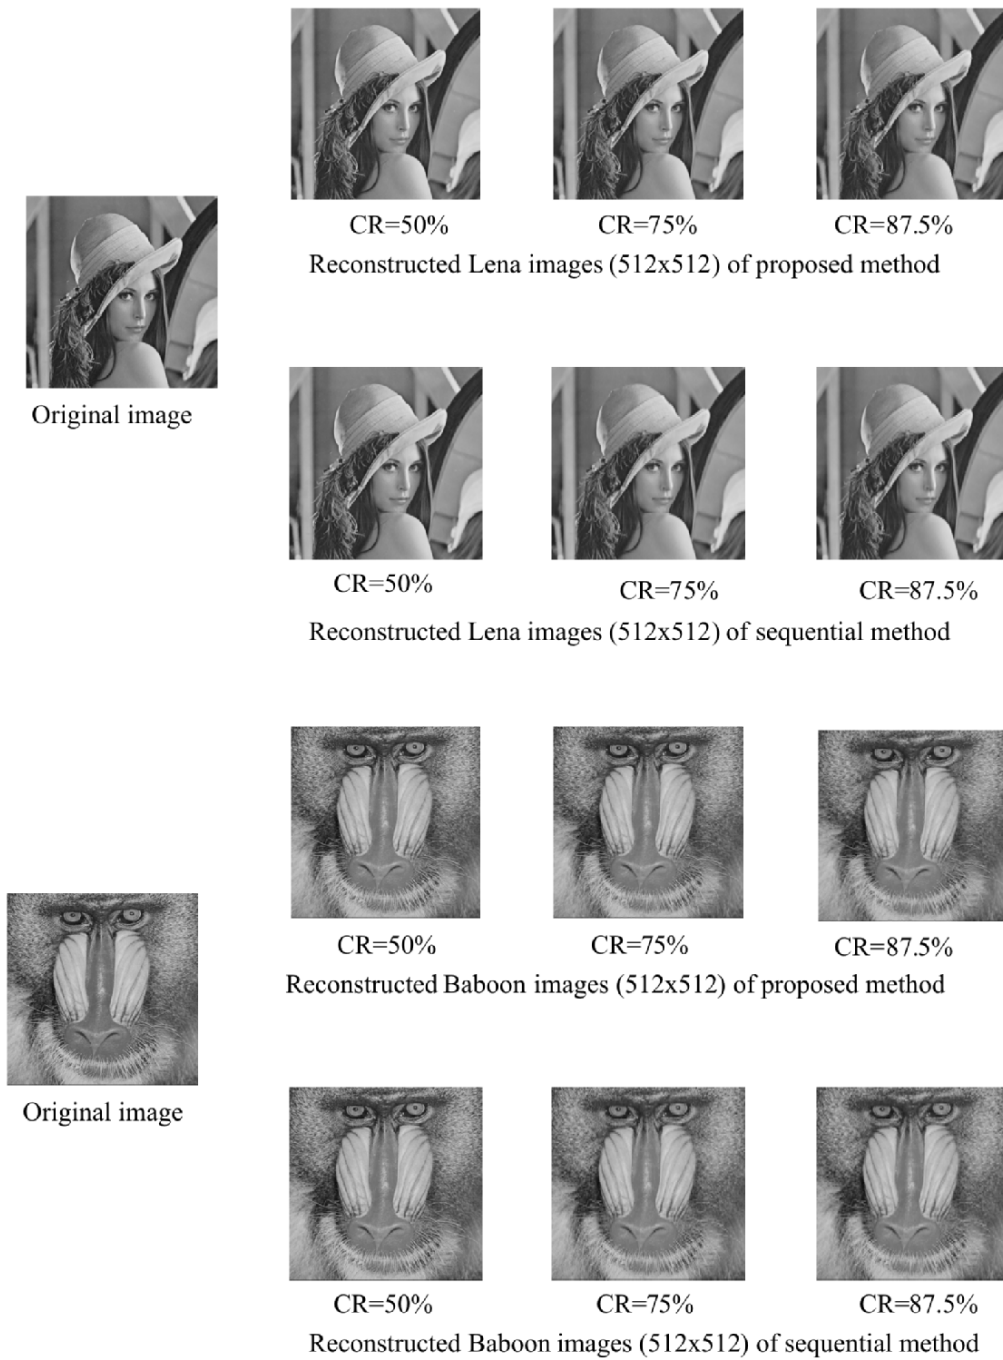 CR=50% CR=75% CR=87.5%
Reconstructed Lena images (512x512) of proposed method
Original image
CR=50% CR=75% CR=87.5%
Reconstructed Lena images (512x512) of sequential method
CR=50% CR=75% CR=87.5%
Reconstructed Baboon images (512x512) of proposed method
Original image
CR=50% CR=75% CR=87.5%
Reconstructed Baboon images (512x512) of sequential method